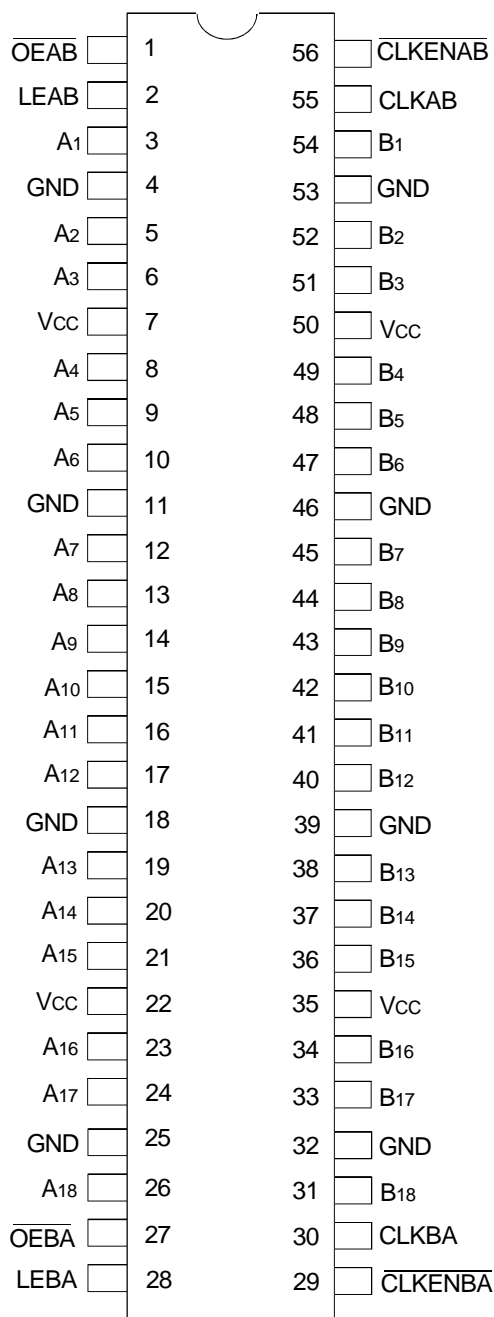 O̅E̅A̅B̅ 1 56 C̅L̅K̅E̅N̅A̅B̅
LEAB 2 55 CLKAB
A1 3 54 B1
GND 4 53 GND
A2 5 52 B2
A3 6 51 B3
VCC 7 50 VCC
A4 8 49 B4
A5 9 48 B5
A6 10 47 B6
GND 11 46 GND
A7 12 45 B7
A8 13 44 B8
A9 14 43 B9
A10 15 42 B10
A11 16 41 B11
A12 17 40 B12
GND 18 39 GND
A13 19 38 B13
A14 20 37 B14
A15 21 36 B15
VCC 22 35 VCC
A16 23 34 B16
A17 24 33 B17
GND 25 32 GND
A18 26 31 B18
O̅E̅B̅A̅ 27 30 CLKBA
LEBA 28 29 C̅L̅K̅E̅N̅B̅A̅